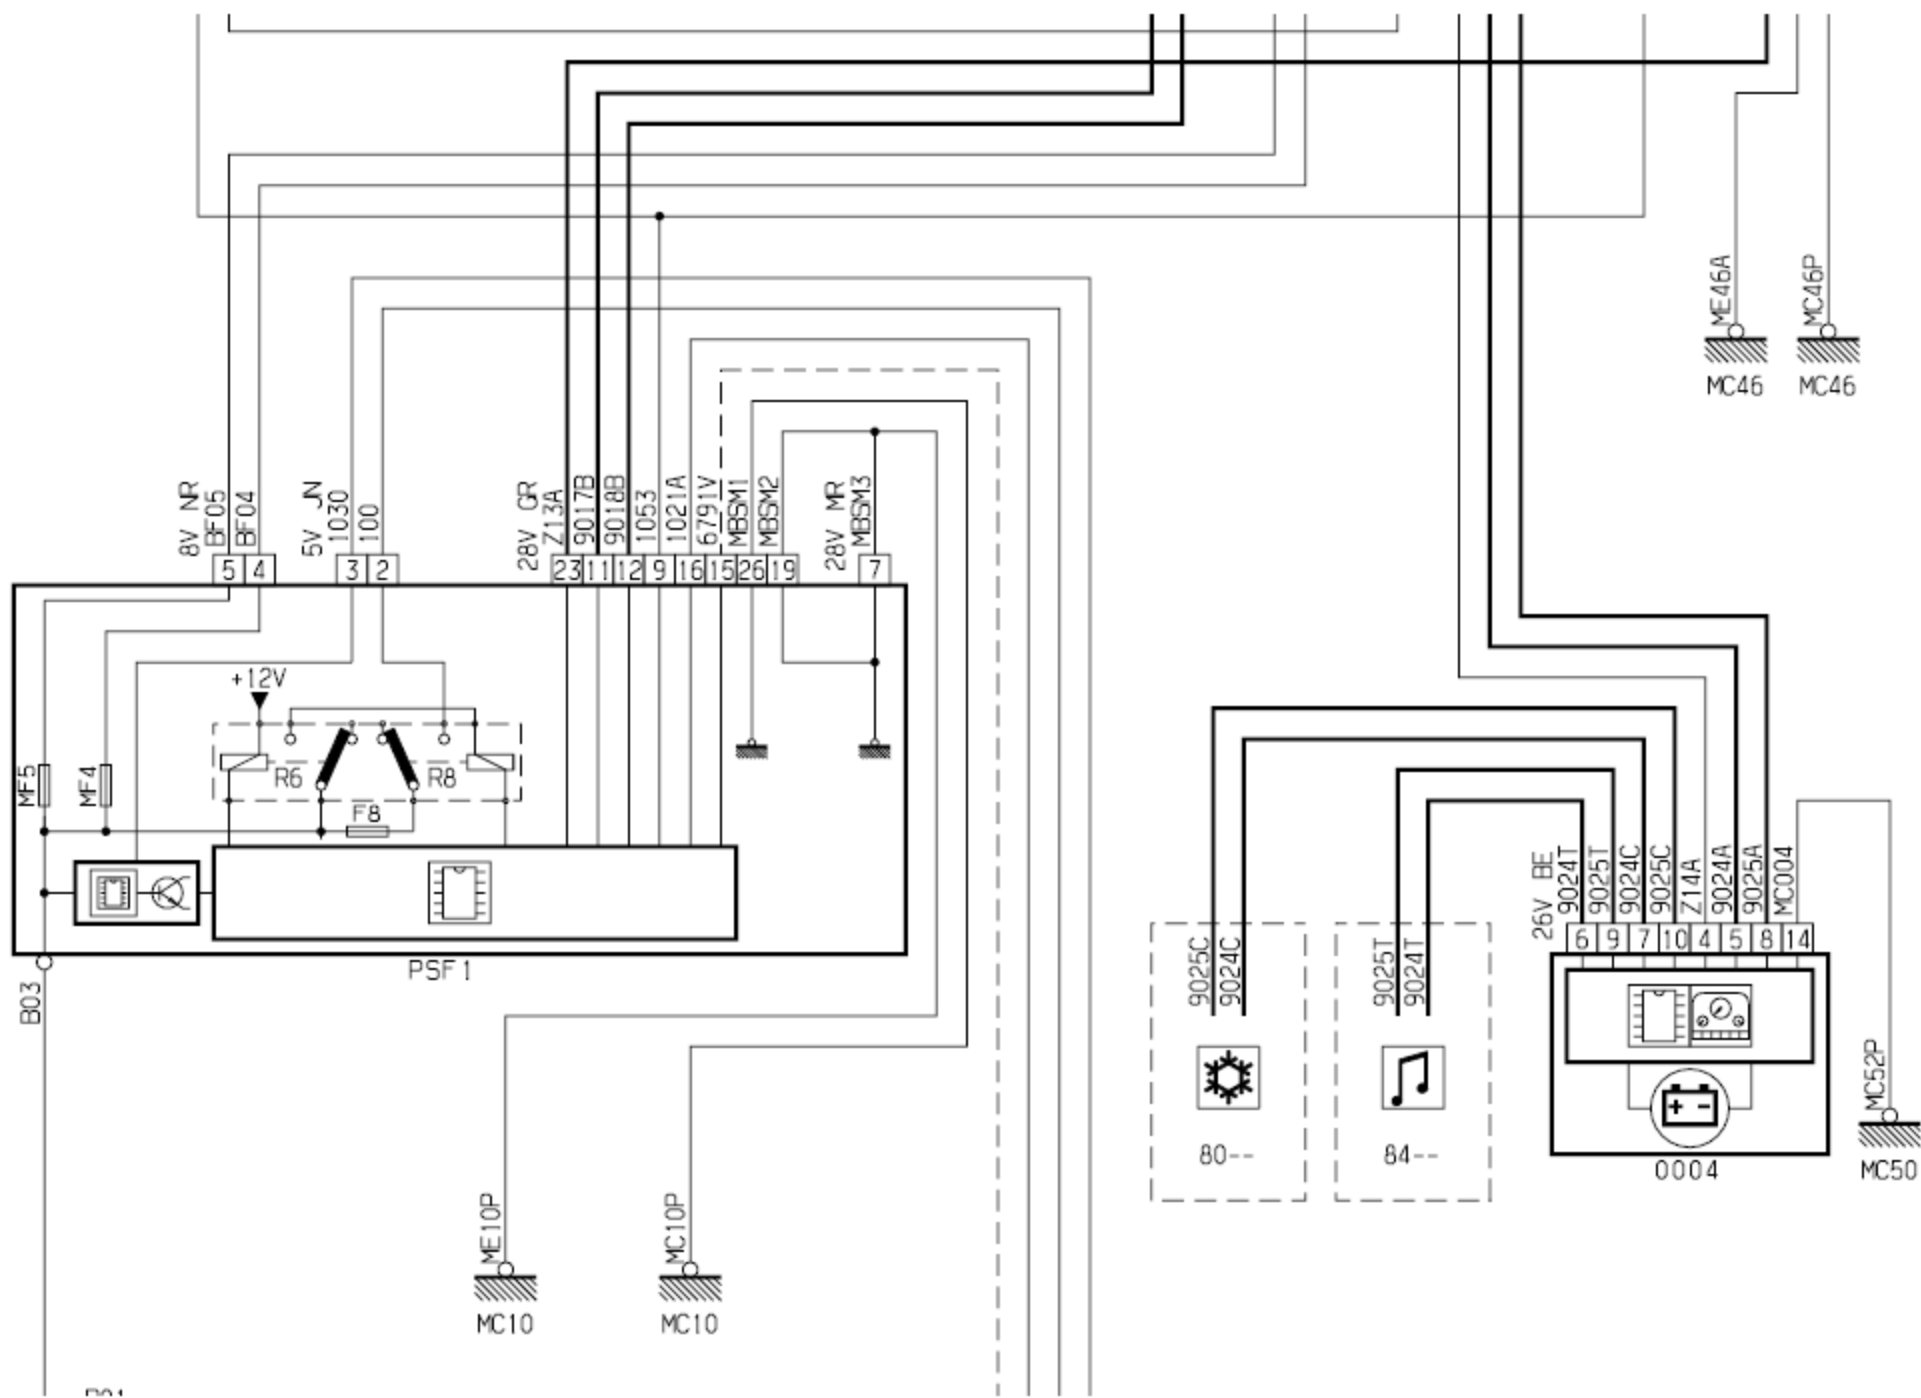 ME46A
MC46P
MC46
MC46
8V NR
BF05
BF04
5V JN
1030
100
28V GR
Z13A
9017B
9018B
1053
1021A
6791V
MBSM1
MBSM2
28V MR
MBSM3
5
4
3
2
23
11
12
9
16
15
26
19
7
+12V
MF5
MF4
R6
R8
F8
PSF1
B03
26V BE
9024T
9025T
9024C
9025C
Z14A
9024A
9025A
MC004
6
9
7
10
4
5
8
14
9025C
9024C
9025T
9024T
80--
84--
+ -
0004
MC52P
MC50
ME10P
MC10P
MC10
MC10